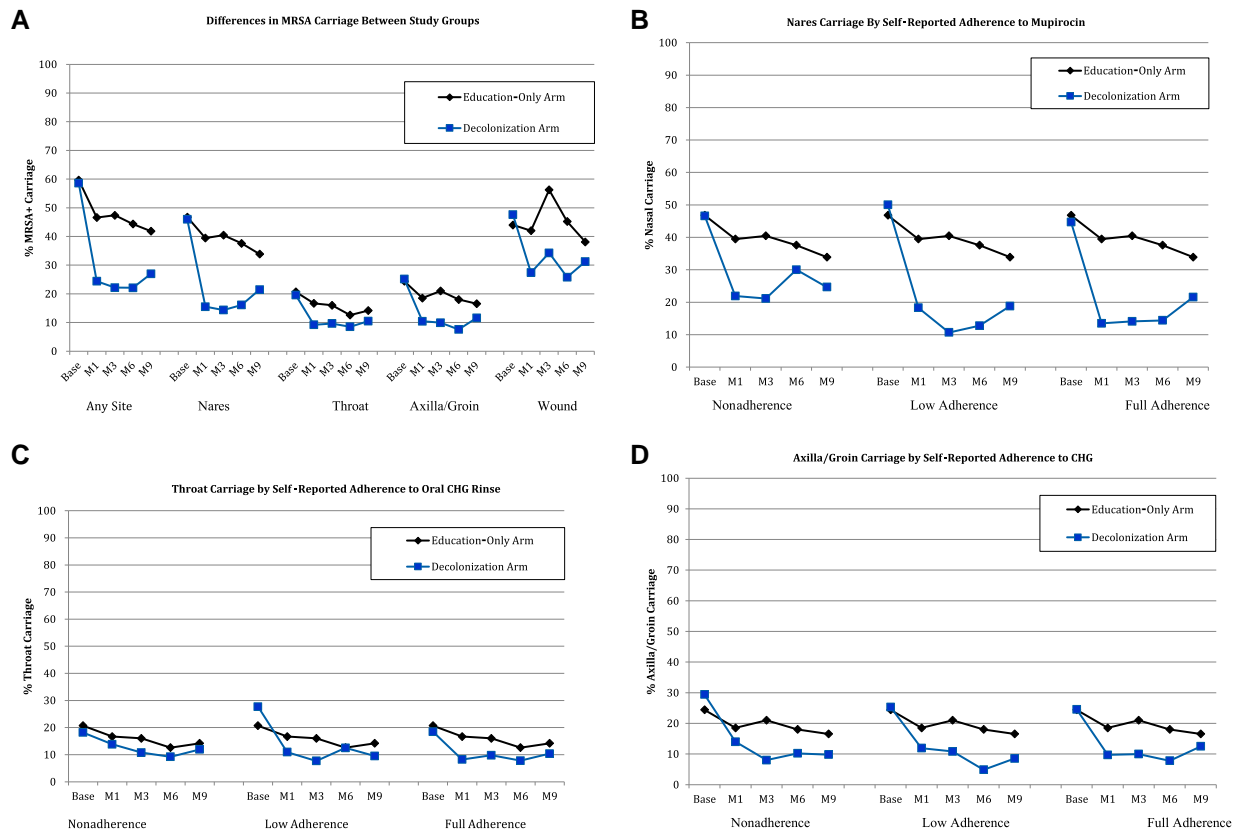 A
Differences in MRSA Carriage Between Study Groups
100
90
80
70
60
50
40
30
20
10
0
% MRSA+ Carriage
Education-Only Arm
Decolonization Arm
Base M1 M3 M6 M9 Base M1 M3 M6 M9 Base M1 M3 M6 M9 Base M1 M3 M6 M9 Base M1 M3 M6 M9
Any Site Nares Throat Axilla/Groin Wound
B
Nares Carriage By Self-Reported Adherence to Mupirocin
100
90
80
70
60
50
40
30
20
10
0
% Nasal Carriage
Education-Only Arm
Decolonization Arm
Base M1 M3 M6 M9 Base M1 M3 M6 M9 Base M1 M3 M6 M9
Nonadherence Low Adherence Full Adherence
C
Throat Carriage by Self-Reported Adherence to Oral CHG Rinse
100
90
80
70
60
50
40
30
20
10
0
% Throat Carriage
Education-Only Arm
Decolonization Arm
Base M1 M3 M6 M9 Base M1 M3 M6 M9 Base M1 M3 M6 M9
Nonadherence Low Adherence Full Adherence
D
Axilla/Groin Carriage by Self-Reported Adherence to CHG
100
90
80
70
60
50
40
30
20
10
0
% Axilla/Groin Carriage
Education-Only Arm
Decolonization Arm
Base M1 M3 M6 M9 Base M1 M3 M6 M9 Base M1 M3 M6 M9
Nonadherence Low Adherence Full Adherence